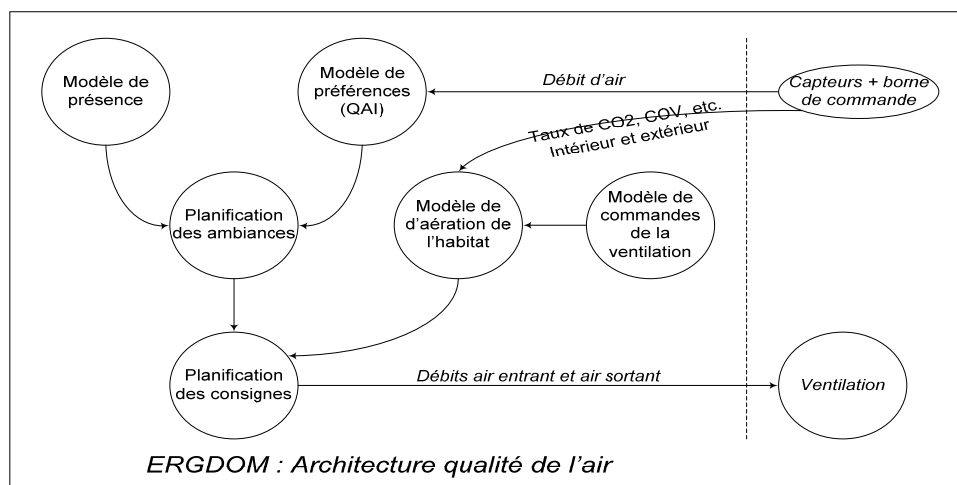 Modèle de
présence
Modèle de
préférences
(QAI)
Débit d'air
Capteurs + borne
de commande
Taux de CO2, COV, etc.
Intérieur et extérieur
Planification
des ambiances
Modèle de
d'aération de
l'habitat
Modèle de
commandes
de la
ventilation
Planification
des consignes
Débits air entrant et air sortant
Ventilation
ERGDOM : Architecture qualité de l'air